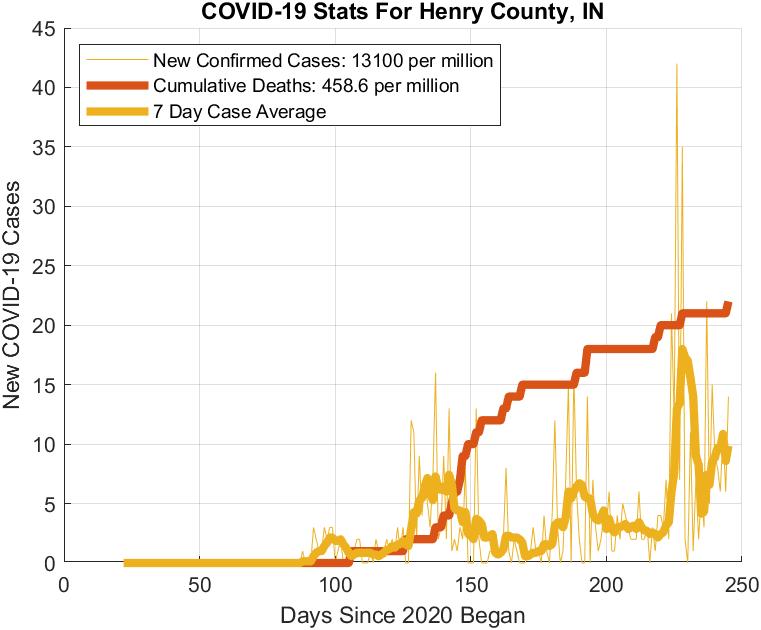 COVID-19 Stats For Henry County, IN
New Confirmed Cases: 13100 per million
Cumulative Deaths: 458.6 per million
7 Day Case Average
New COVID-19 Cases
45
40
35
30
25
20
15
10
5
0
0 50 100 150 200 250
Days Since 2020 Began